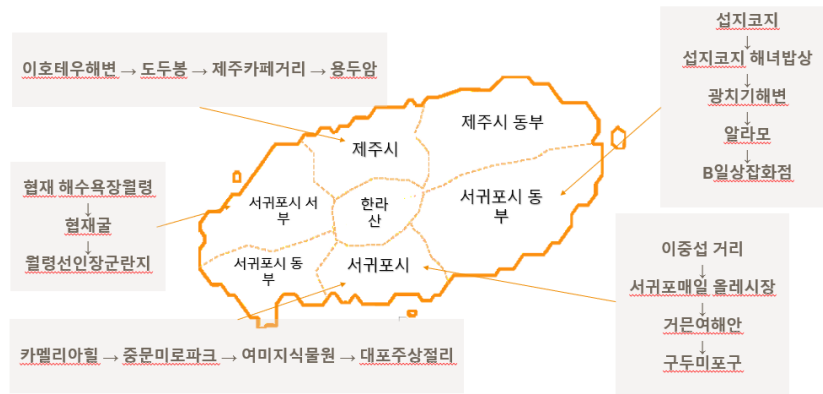 이호테우해변 → 도두봉 → 제주카페거리 → 용두암
섭지코지
↓
섭지코지 해녀밥상
↓
광치기해변
↓
알라모
↓
B일상잡화점
제주시 동부
제주시
협재 해수욕장월령
↓
협재굴
↓
월령선인장군란지
서귀포시 서
부
한라
산
서귀포시 동
부
서귀포시 동
부
서귀포시
이중섭 거리
↓
서귀포매일 올레시장
↓
거믄여해안
↓
구두미포구
카멜리아힐 → 중문미로파크 → 여미지식물원 → 대포주상절리